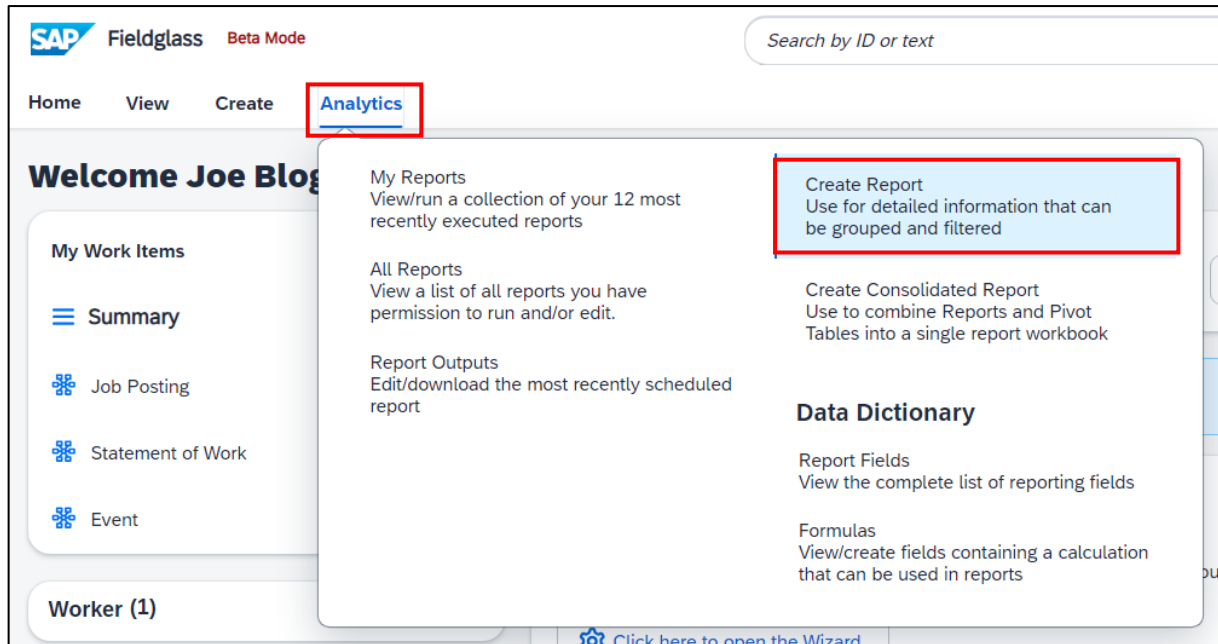 SAP Fieldglass Beta Mode
Search by ID or text
Home View Create Analytics
Welcome Joe Blog
My Work Items
Summary
Job Posting
Statement of Work
Event
Worker (1)
My Reports
View/run a collection of your 12 most
recently executed reports
All Reports
View a list of all reports you have
permission to run and/or edit.
Report Outputs
Edit/download the most recently scheduled
report
Create Report
Use for detailed information that can
be grouped and filtered
Create Consolidated Report
Use to combine Reports and Pivot
Tables into a single report workbook
Data Dictionary
Report Fields
View the complete list of reporting fields
Formulas
View/create fields containing a calculation
that can be used in reports
Click here to open the Wizard